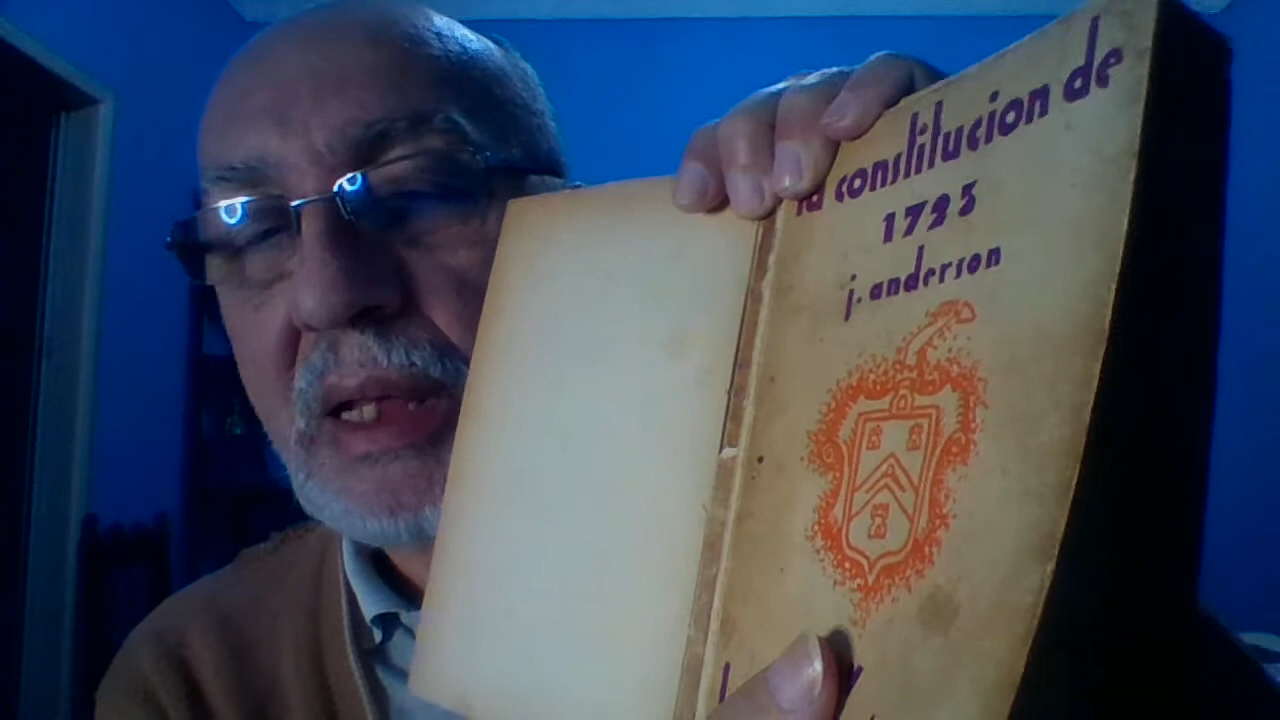 la constitucion de
1723
j. anderson